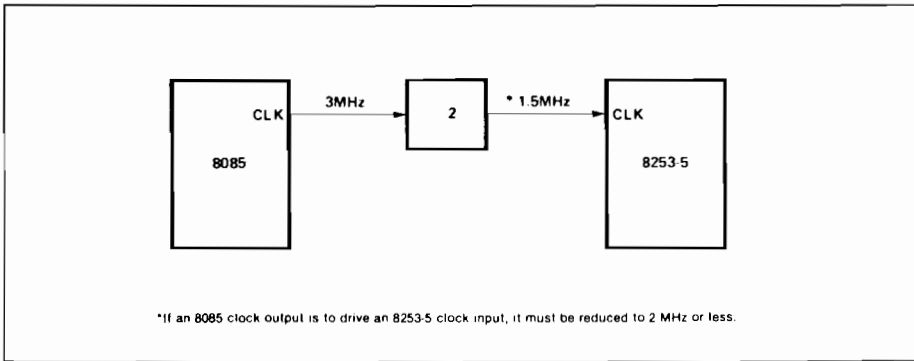 3MHz
* 1.5MHz
CLK
2
CLK
8085
8253-5
*If an 8085 clock output is to drive an 8253-5 clock input, it must be reduced to 2 MHz or less.